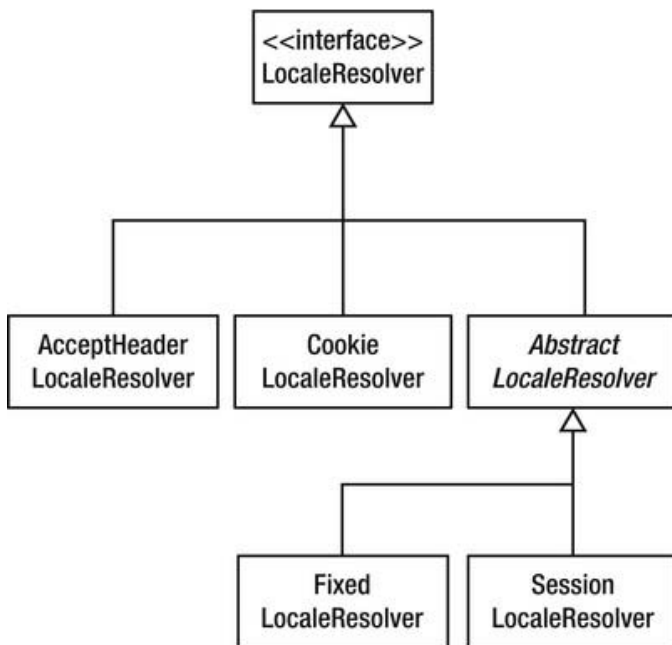 <<interface>>
LocaleResolver
AcceptHeader
LocaleResolver
Cookie
LocaleResolver
Abstract
LocaleResolver
Fixed
LocaleResolver
Session
LocaleResolver